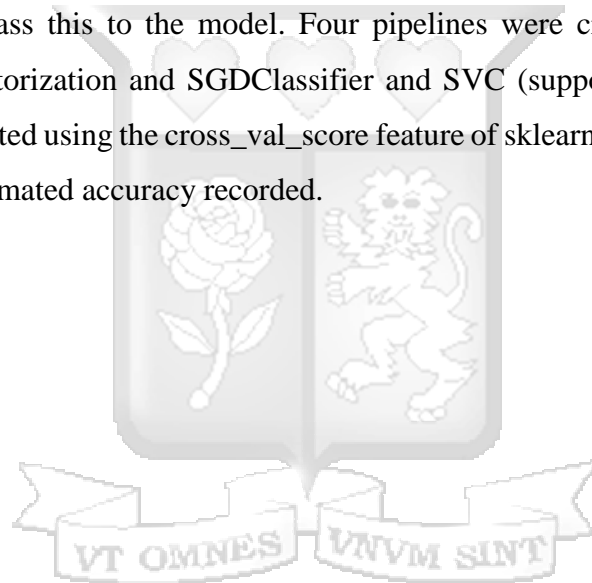 ass this to the model. Four pipelines were c
torization and SGDClassifier and SVC (suppo
ted using the cross_val_score feature of sklearn
mated accuracy recorded.
VT OMNES VNVM SINT